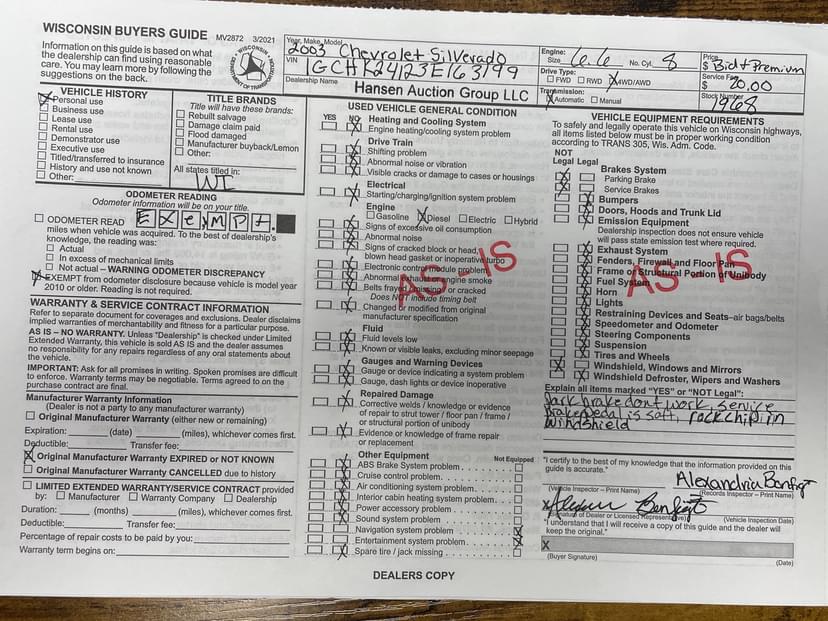 WISCONSIN BUYERS GUIDE MV2872 3/2021
Information on this guide is based on what
the dealership can find using reasonable
care. You may learn more by following the
suggestions on the back.
WISCONSIN
DEPARTMENT OF TRANSPORTATION
Year, Make, Model
2003 Chevrolet Silverado
VIN
1GCHK24123E163199
Dealership Name
Hansen Auction Group LLC
Engine:
Size 6.6 No. Cyl. 8
Drive Type:
FWD RWD 4WD/AWD
Transmission:
Automatic Manual
Price
$ Bid + Premium
Service Fee
$ 20.00
Stock Number
1968
VEHICLE HISTORY
Personal use
Business use
Lease use
Rental use
Demonstrator use
Executive use
Titled/transferred to insurance
History and use not known
Other:
TITLE BRANDS
Title will have these brands:
Rebuilt salvage
Damage claim paid
Flood damaged
Manufacturer buyback/Lemon
Other:
All states titled in:
WI
ODOMETER READING
Odometer information will be on your title.
ODOMETER READ Exempt.
miles when vehicle was acquired. To the best of dealership's
knowledge, the reading was:
Actual
In excess of mechanical limits
Not actual – WARNING ODOMETER DISCREPANCY
EXEMPT from odometer disclosure because vehicle is model year
2010 or older. Reading is not required.
WARRANTY & SERVICE CONTRACT INFORMATION
Refer to separate document for coverages and exclusions. Dealer disclaims
implied warranties of merchantability and fitness for a particular purpose.
AS IS – NO WARRANTY. Unless "Dealership" is checked under Limited
Extended Warranty, this vehicle is sold AS IS and the dealer assumes
no responsibility for any repairs regardless of any oral statements about
the vehicle.
IMPORTANT: Ask for all promises in writing. Spoken promises are difficult
to enforce. Warranty terms may be negotiable. Terms agreed to on the
purchase contract are final.
Manufacturer Warranty Information
(Dealer is not a party to any manufacturer warranty)
Original Manufacturer Warranty (either new or remaining)
Expiration: (date) (miles), whichever comes first.
Deductible: Transfer fee:
Original Manufacturer Warranty EXPIRED or NOT KNOWN
Original Manufacturer Warranty CANCELLED due to history
LIMITED EXTENDED WARRANTY/SERVICE CONTRACT provided
by: Manufacturer Warranty Company Dealership
Duration: (months) (miles), whichever comes first.
Deductible: Transfer fee:
Percentage of repair costs to be paid by you:
Warranty term begins on:
USED VEHICLE GENERAL CONDITION
YES NO
Heating and Cooling System
Engine heating/cooling system problem
Drive Train
Shifting problem
Abnormal noise or vibration
Visible cracks or damage to cases or housings
Electrical
Starting/charging/ignition system problem
Engine
Gasoline Diesel Electric Hybrid
Signs of excessive oil consumption
Abnormal noise
Signs of cracked block or head,
blown head gasket or inoperative turbo
Electronic control
Abnormal exhaust or engine smoke
Belts frayed, missing or cracked
Does NOT include timing belt
Changed or modified from original
manufacturer specification
AS - IS
Fluid
Fluid levels low
Known or visible leaks, excluding minor seepage
Gauges and Warning Devices
Gauge or device indicating a system problem
Gauge, dash lights or device inoperative
Repaired Damage
Corrective welds / knowledge or evidence
of repair to strut tower / floor pan / frame /
or structural portion of unibody
Evidence or knowledge of frame repair
or replacement
Other Equipment Not Equipped
ABS Brake System problem
Cruise control problem
Air conditioning system problem
Interior cabin heating system problem
Power accessory problem
Sound system problem
Navigation system problem
Entertainment system problem
Spare tire / jack missing
VEHICLE EQUIPMENT REQUIREMENTS
To safely and legally operate this vehicle on Wisconsin highways,
all items listed below must be in proper working condition
according to TRANS 305, Wis. Adm. Code.
NOT
Legal Legal
Brakes System
Parking Brake
Service Brakes
Bumpers
Doors, Hoods and Trunk Lid
Emission Equipment
Dealership inspection does not ensure vehicle
will pass state emission test where required.
Exhaust System
Fenders, Firewall and Floor Pan
Frame or Structural Portion of Unibody
Fuel System
Horn
Lights
Restraining Devices and Seats–air bags/belts
Speedometer and Odometer
Steering Components
Suspension
Tires and Wheels
Windshield, Windows and Mirrors
Windshield Defroster, Wipers and Washers
AS - IS
Explain all items marked "YES" or "NOT Legal":
Park brake dont work, service
brake pedal is soft, rock chip in
windshield
"I certify to the best of my knowledge that the information provided on this
guide is accurate."
Alexandria
(Vehicle Inspector – Print Name) (Records Inspector – Print Name)
X
(Signature of Dealer or Licensed Representative) (Vehicle Inspection Date)
"I understand that I will receive a copy of this guide and the dealer will
keep the original."
X
(Buyer Signature) (Date)
DEALERS COPY